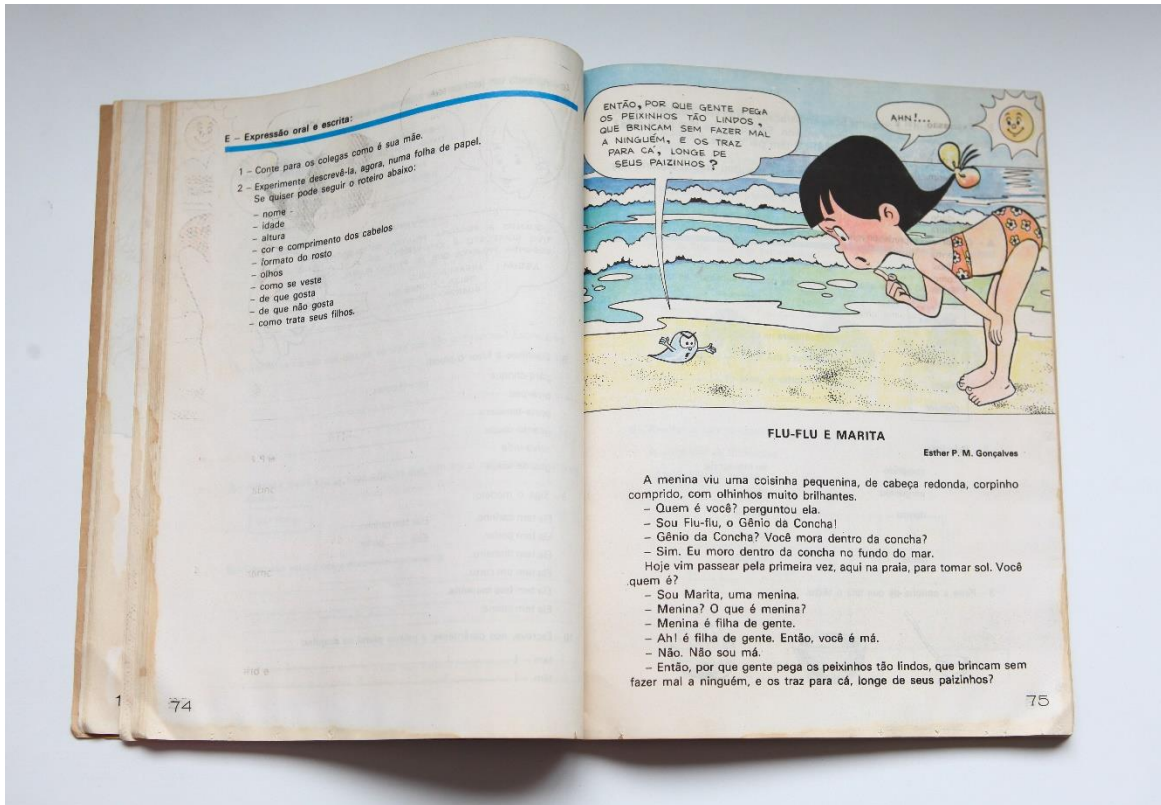 E – Expressão oral e escrita:
1 – Conte para os colegas como é sua mãe.
2 – Experimente descrevê-la, agora, numa folha de papel.
Se quiser pode seguir o roteiro abaixo:
– nome -
– idade
– altura
– cor e comprimento dos cabelos
– formato do rosto
– olhos
– como se veste
– de que gosta
– de que não gosta
– como trata seus filhos.
1
74
ENTÃO, POR QUE GENTE PEGA
OS PEIXINHOS TÃO LINDOS,
QUE BRINCAM SEM FAZER MAL
A NINGUÉM, E OS TRAZ
PARA CÁ, LONGE DE
SEUS PAIZINHOS?
AHN!...
FLU-FLU E MARITA
Esther P. M. Gonçalves
A menina viu uma coisinha pequenina, de cabeça redonda, corpinho
comprido, com olhinhos muito brilhantes.
– Quem é você? perguntou ela.
– Sou Flu-flu, o Gênio da Concha!
– Gênio da Concha? Você mora dentro da concha?
– Sim. Eu moro dentro da concha no fundo do mar.
Hoje vim passear pela primeira vez, aqui na praia, para tomar sol. Você
quem é?
– Sou Marita, uma menina.
– Menina? O que é menina?
– Menina é filha de gente.
– Ah! é filha de gente. Então, você é má.
– Não. Não sou má.
– Então, por que gente pega os peixinhos tão lindos, que brincam sem
fazer mal a ninguém, e os traz para cá, longe de seus paizinhos?
75